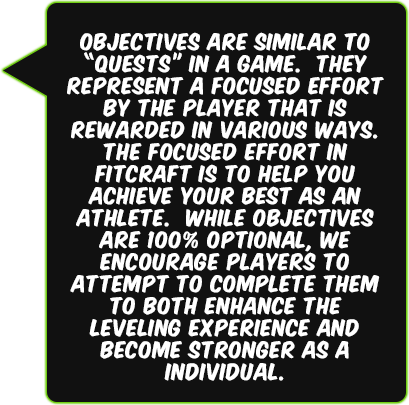 OBJECTIVES ARE SIMILAR TO
"QUESTS" IN A GAME. THEY
REPRESENT A FOCUSED EFFORT
BY THE PLAYER THAT IS
REWARDED IN VARIOUS WAYS.
THE FOCUSED EFFORT IN
FITCRAFT IS TO HELP YOU
ACHIEVE YOUR BEST AS AN
ATHLETE. WHILE OBJECTIVES
ARE 100% OPTIONAL, WE
ENCOURAGE PLAYERS TO
ATTEMPT TO COMPLETE THEM
TO BOTH ENHANCE THE
LEVELING EXPERIENCE AND
BECOME STRONGER AS A
INDIVIDUAL.